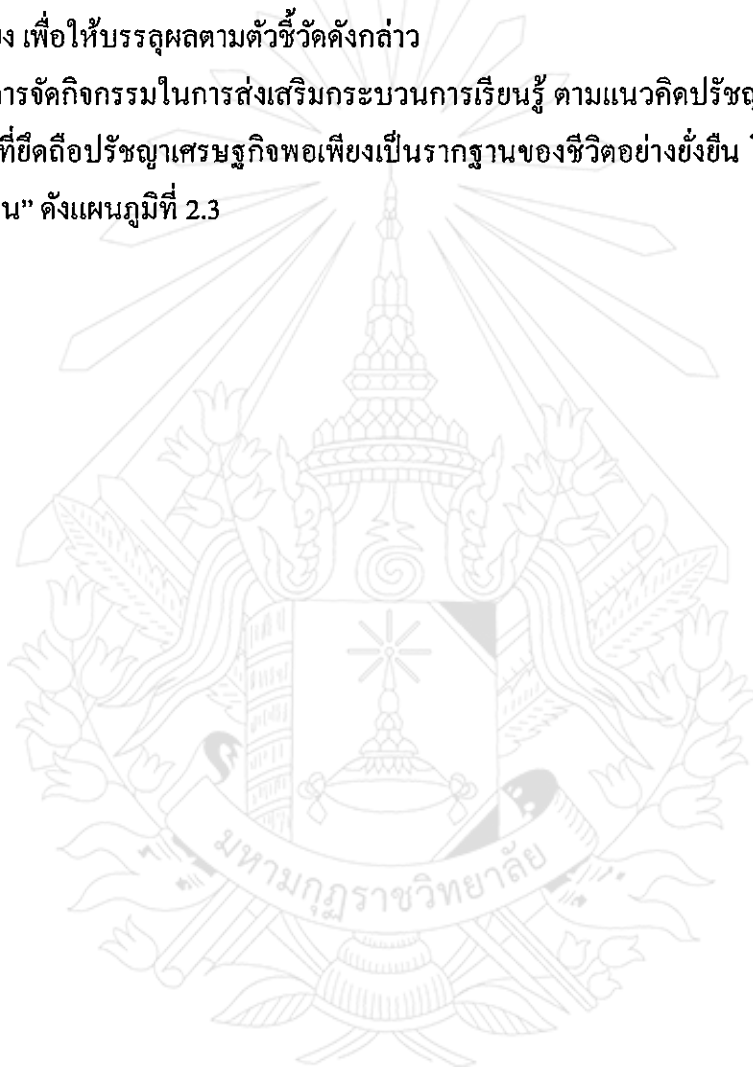 เพื่อให้บรรลุผลตามตัวชี้วัดดังกล่าว
การจัดกิจกรรมในการส่งเสริมกระบวนการเรียนรู้ ตามแนวคิดปรัชญ
ที่ยึดถือปรัชญาเศรษฐกิจพอเพียงเป็นรากฐานของชีวิตอย่างยั่งยืน
น” ดังแผนภูมิที่ 2.3
มหามกุฏราชวิทยาลัย